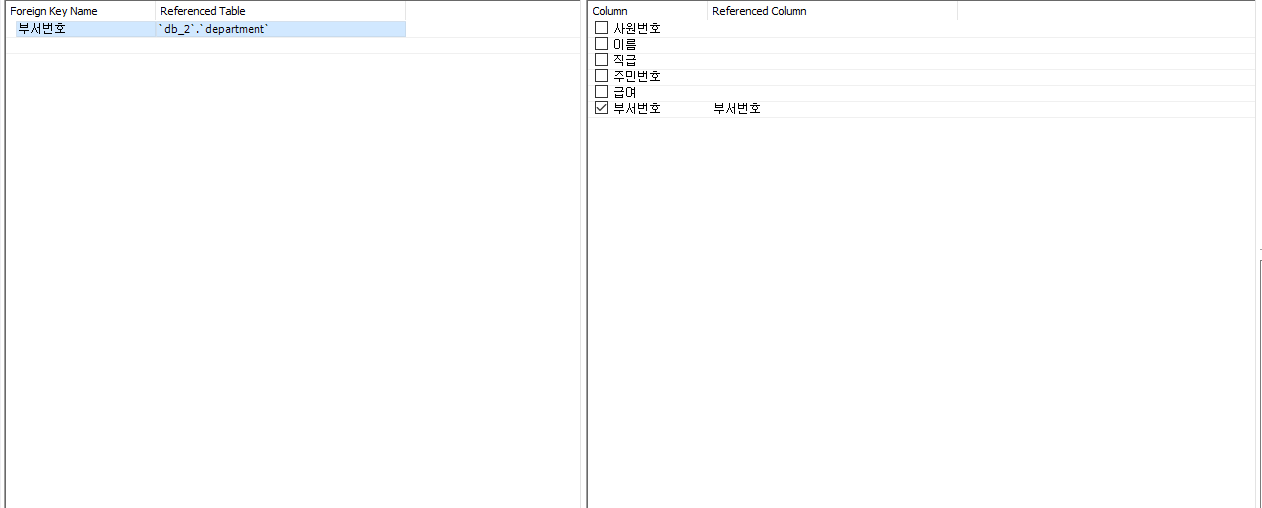 Foreign Key Name Referenced Table
부서번호 `db_2`.`department`
Column Referenced Column
사원번호
이름
직급
주민번호
급여
부서번호 부서번호